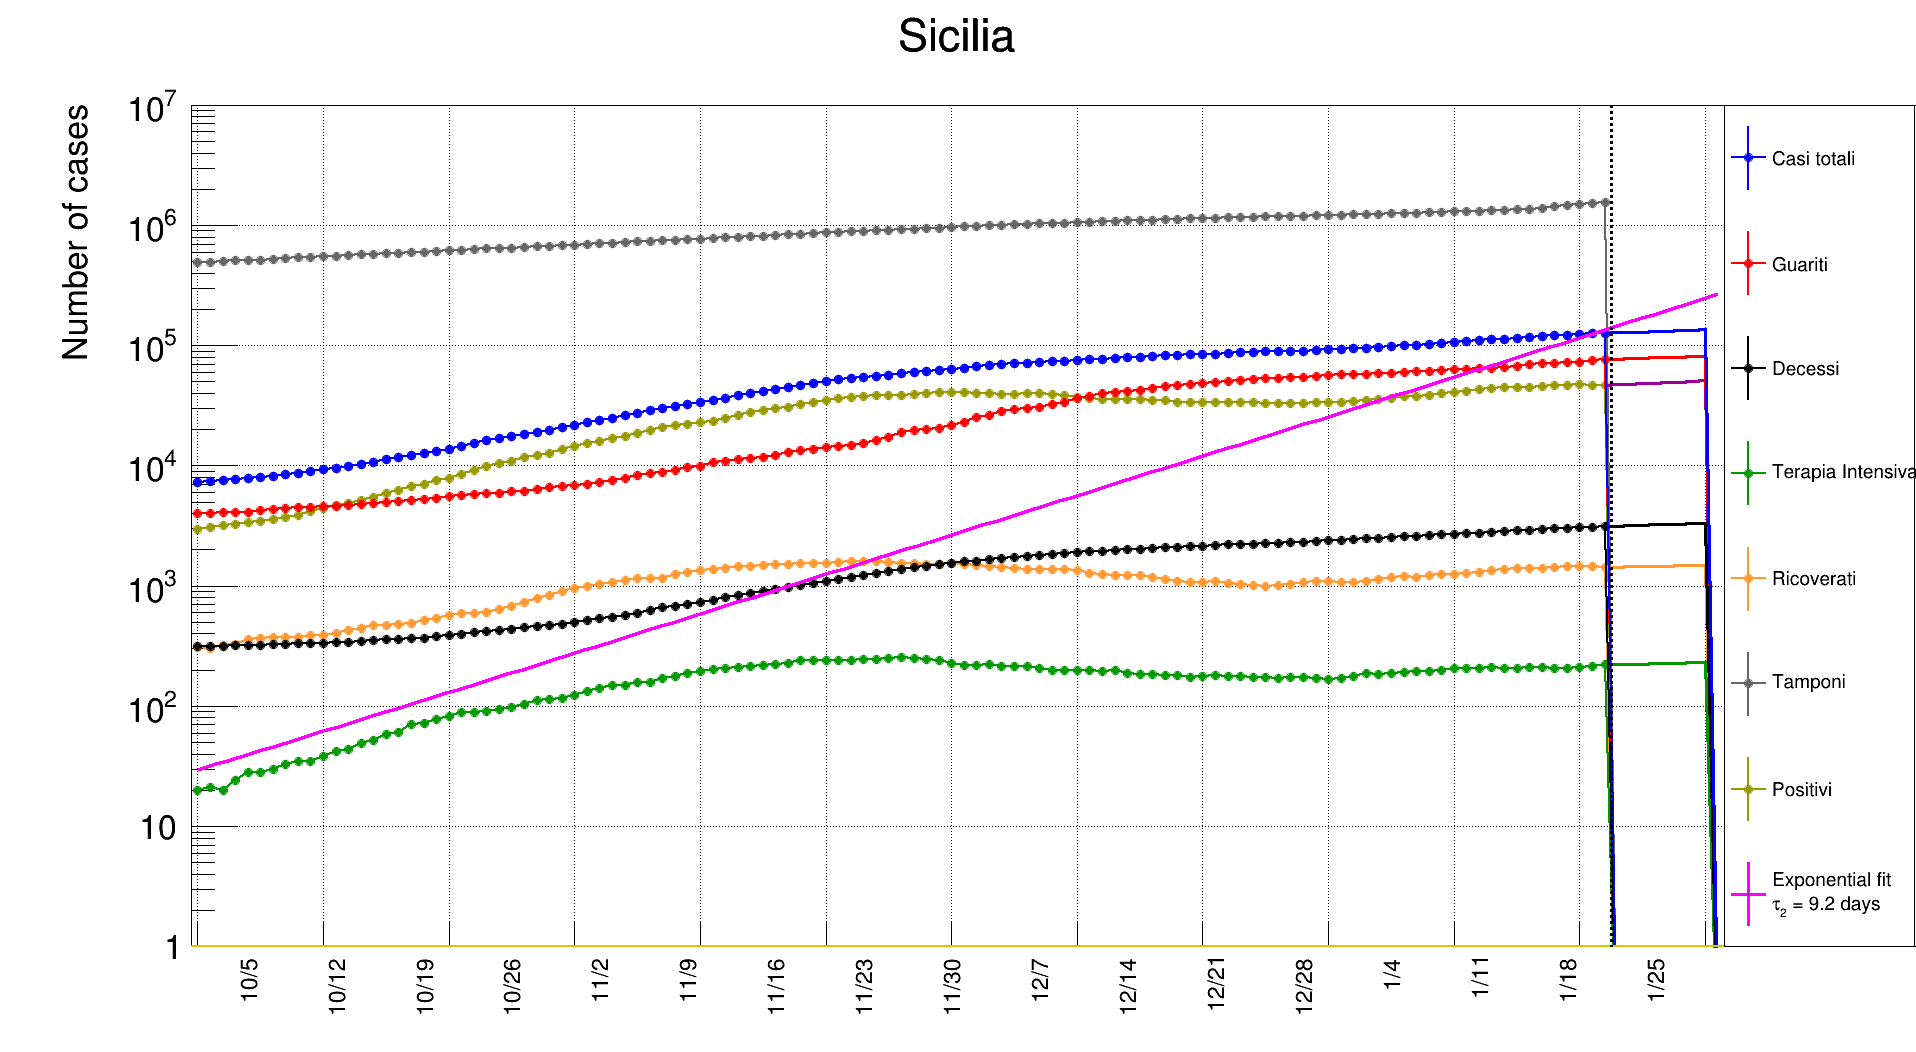 Sicilia
Number of cases
10^7
10^6
10^5
10^4
10^3
10^2
10
1
10/5
10/12
10/19
10/26
11/2
11/9
11/16
11/23
11/30
12/7
12/14
12/21
12/28
1/4
1/11
1/18
1/25
Casi totali
Guariti
Decessi
Terapia Intensiva
Ricoverati
Tamponi
Positivi
Exponential fit
τ₂ = 9.2 days